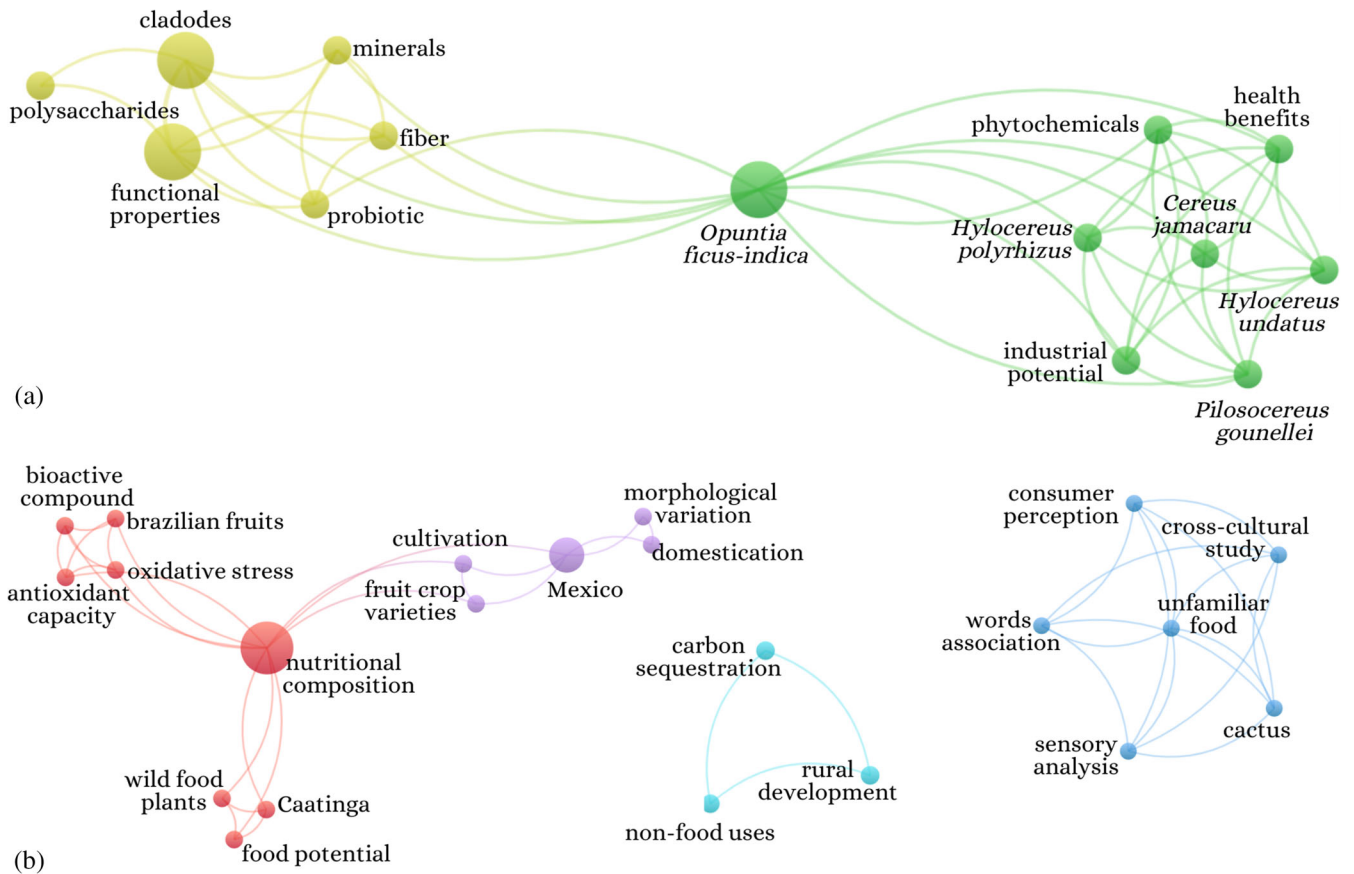 cladodes
minerals
polysaccharides
fiber
functional
properties
probiotic
Opuntia
ficus-indica
phytochemicals
health
benefits
Cereus
jamacaru
Hylocereus
polyrhizus
Hylocereus
undatus
industrial
potential
Pilosocereus
gounellei
(a)
bioactive
compound
brazilian fruits
oxidative stress
antioxidant
capacity
cultivation
fruit crop
varieties
Mexico
morphological
variation
domestication
nutritional
composition
wild food
plants
Caatinga
food potential
carbon
sequestration
rural
development
non-food uses
consumer
perception
cross-cultural
study
words
association
unfamiliar
food
cactus
sensory
analysis
(b)